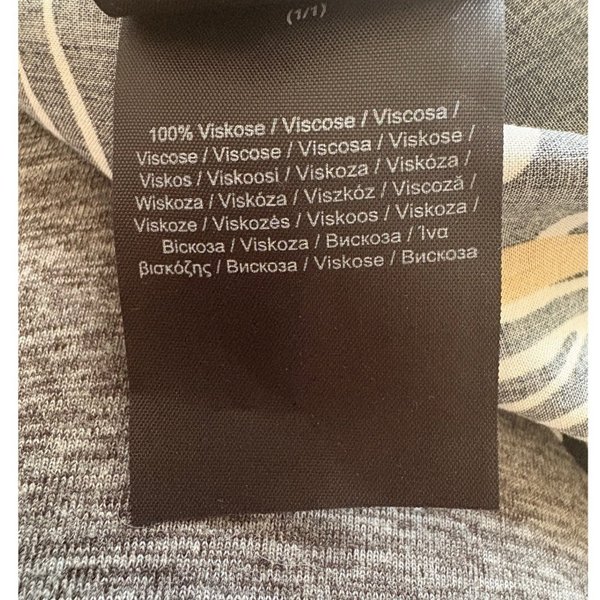 (1/1)
100% Viskose / Viscose / Viscosa /
Viscose / Viscose / Viscosa / Viskose /
Viskos / Viskoosi / Viskoza / Viskóza /
Wiskoza / Viskóza / Viszkóz / Viscoză /
Viskoze / Viskozės / Viskoos / Viskoza /
Віскоза / Viskoza / Вискоза / Ίνα
βισκόζης / Вискоза / Viskose / Вискоза